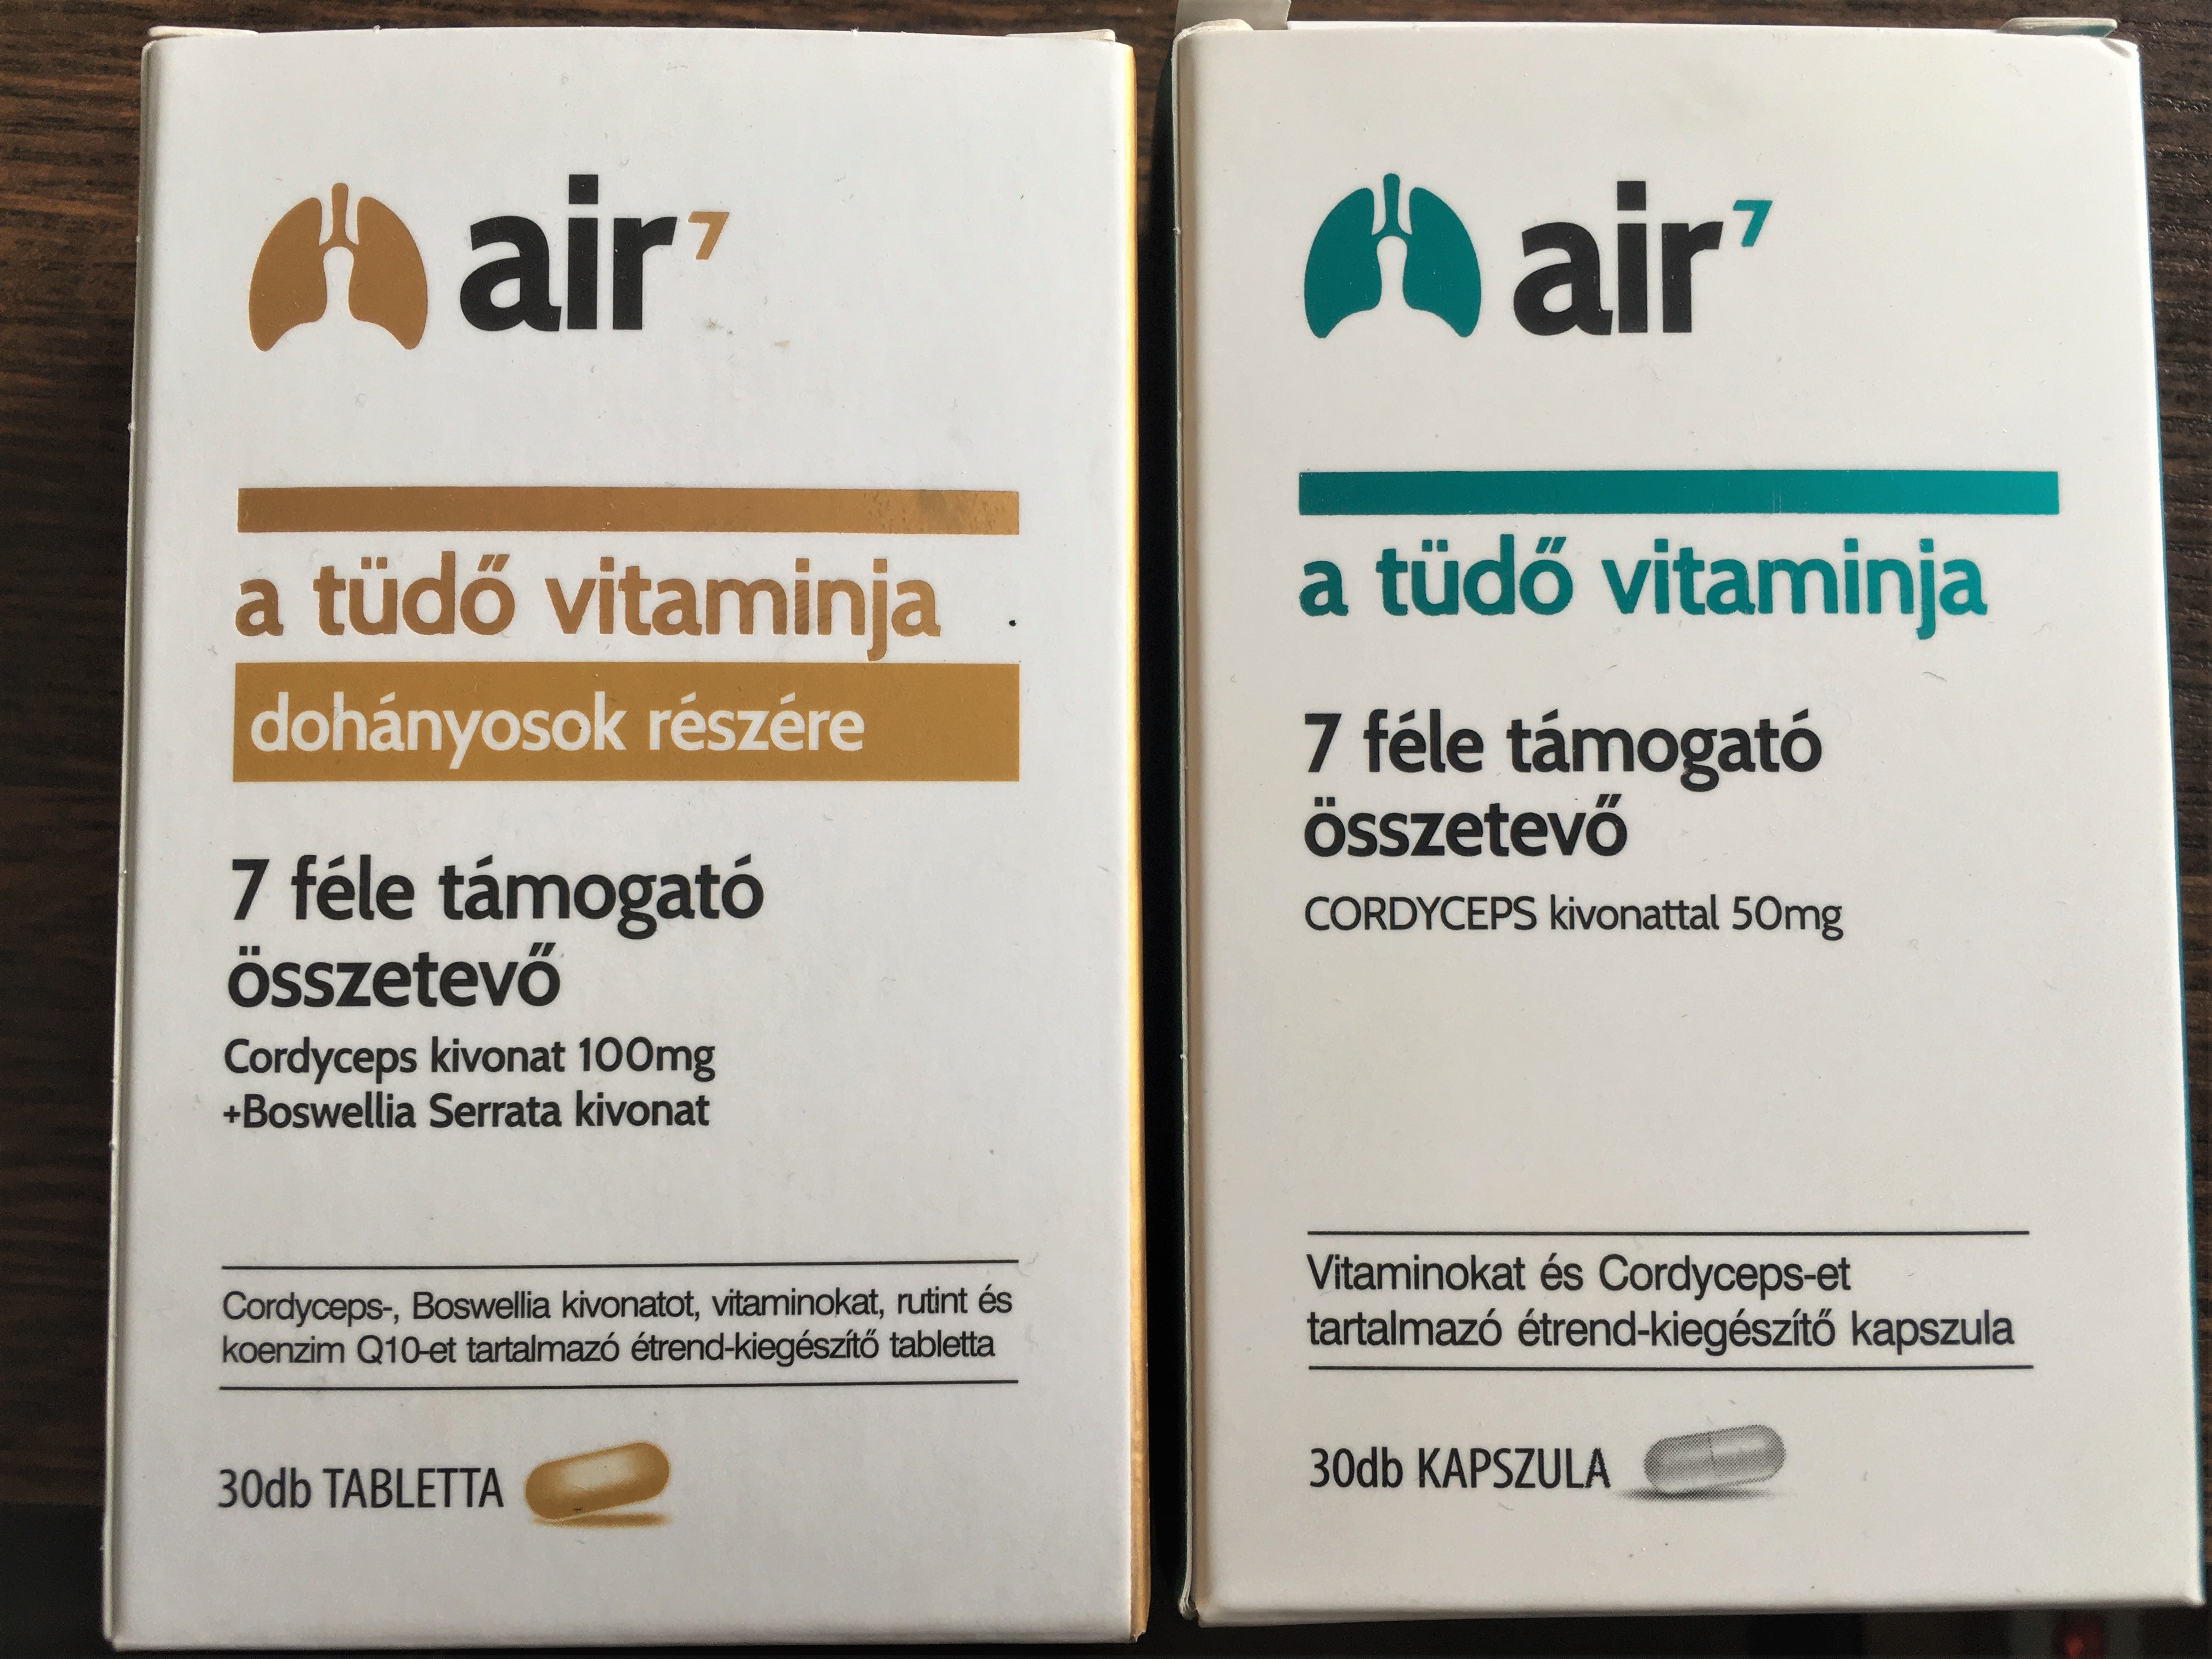 air7
a tüdő vitaminja
dohányosok részére
7 féle támogató
összetevő
Cordyceps kivonat 100mg
+Boswellia Serrata kivonat
Cordyceps-, Boswellia kivonatot, vitaminokat, rutint és
koenzim Q10-et tartalmazó étrend-kiegészítő tabletta
30db TABLETTA
air7
a tüdő vitaminja
7 féle támogató
összetevő
CORDYCEPS kivonattal 50mg
Vitaminokat és Cordyceps-et
tartalmazó étrend-kiegészítő kapszula
30db KAPSZULA